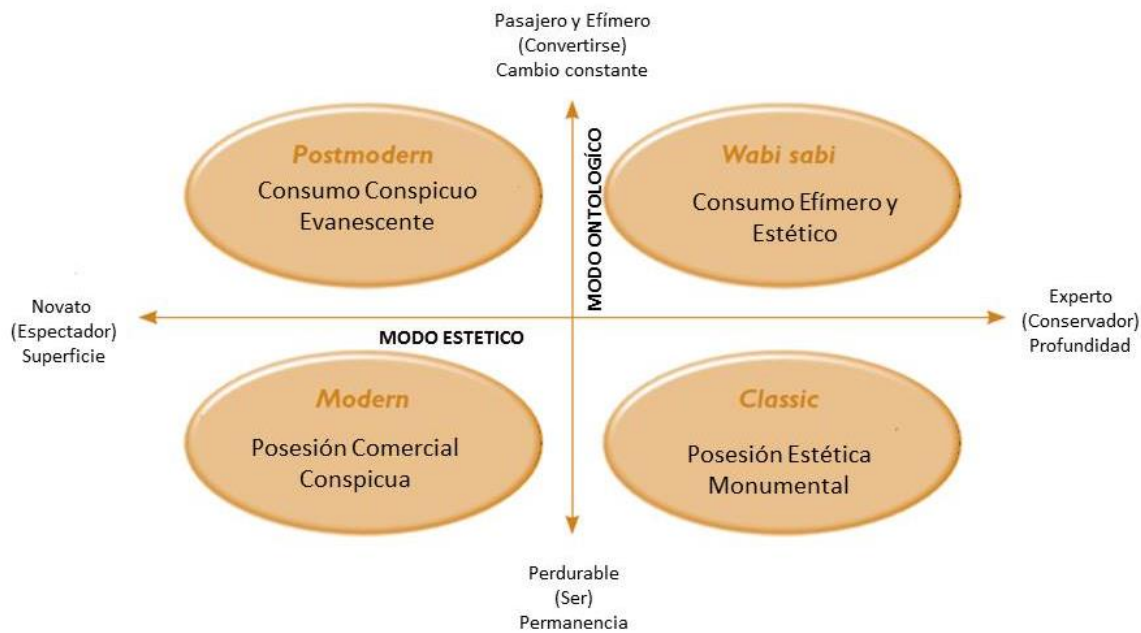 Pasajero y Efímero
(Convertirse)
Cambio constante
Postmodern
Consumo Conspicuo
Evanescente
Wabi sabi
Consumo Efímero y
Estético
MODO ONTOLOGÍCO
Novato
(Espectador)
Superficie
MODO ESTETICO
Experto
(Conservador)
Profundidad
Modern
Posesión Comercial
Conspicua
Classic
Posesión Estética
Monumental
Perdurable
(Ser)
Permanencia